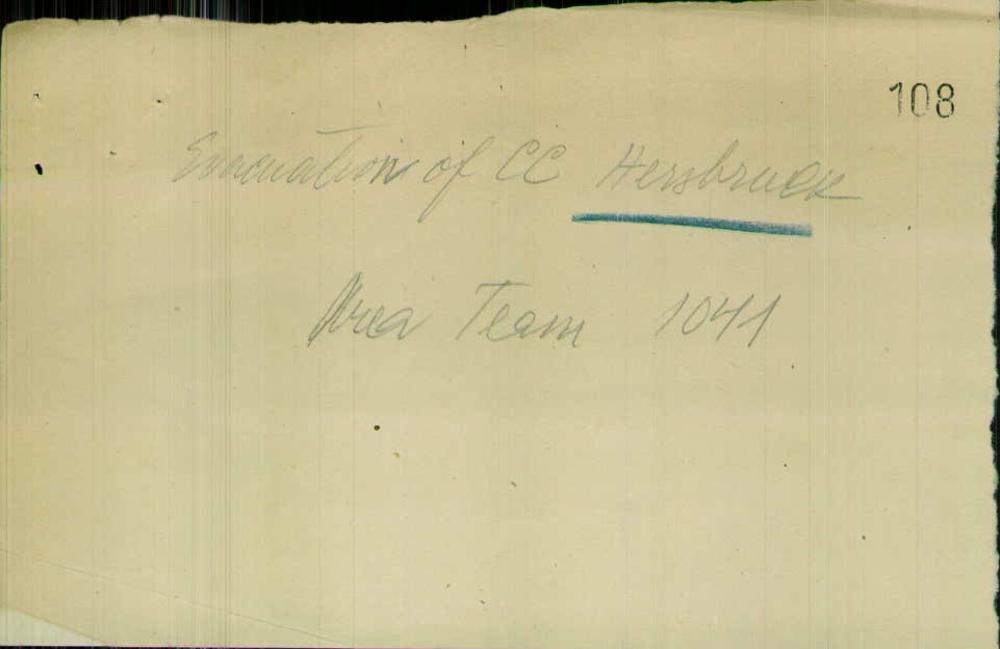 108
Evacuation of CC Hersbruck
Area Team 1041